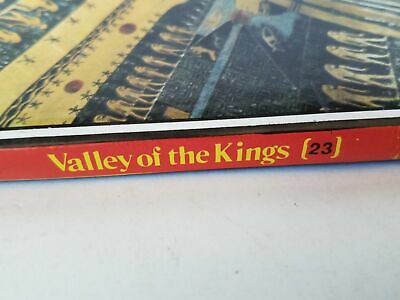 Valley of the Kings [23]